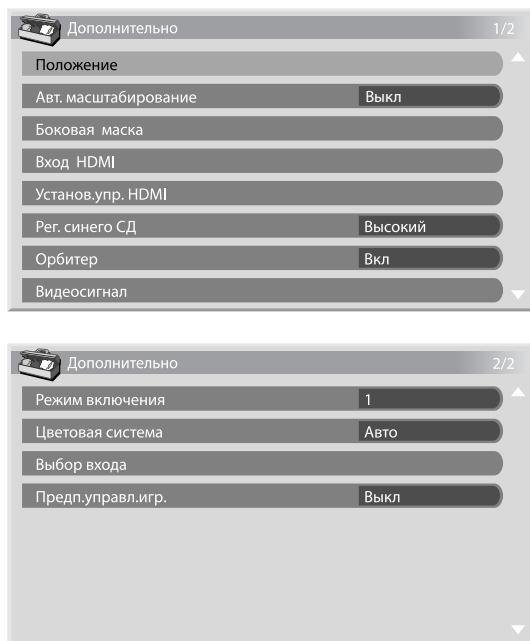 Дополнительно 1/2
Положение
Авт. масштабирование Выкл
Боковая маска
Вход HDMI
Установ.упр. HDMI
Рег. синего СД Высокий
Орбитер Вкл
Видеосигнал
Дополнительно 2/2
Режим включения 1
Цветовая система Авто
Выбор входа
Предп.управл.игр. Выкл